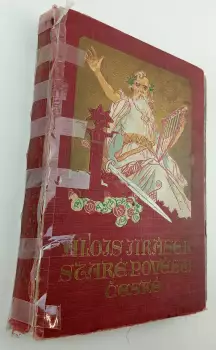 ALOIS JIRÁSEK
STARÉ POVĚSTI
ČESKÉ